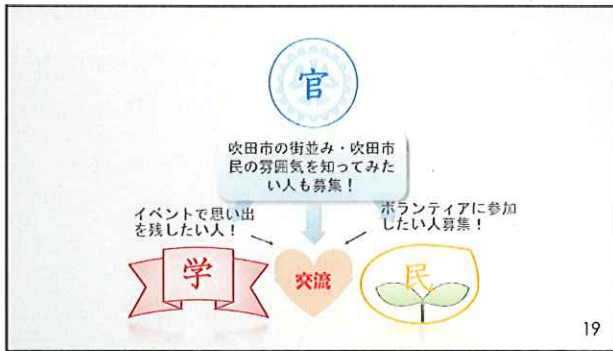 官
吹田市の街並み・吹田市
民の雰囲気を知ってみた
い人も募集！
イベントで思い出
を残したい人！
ボランティアに参加
したい人募集！
学
交流
民
19